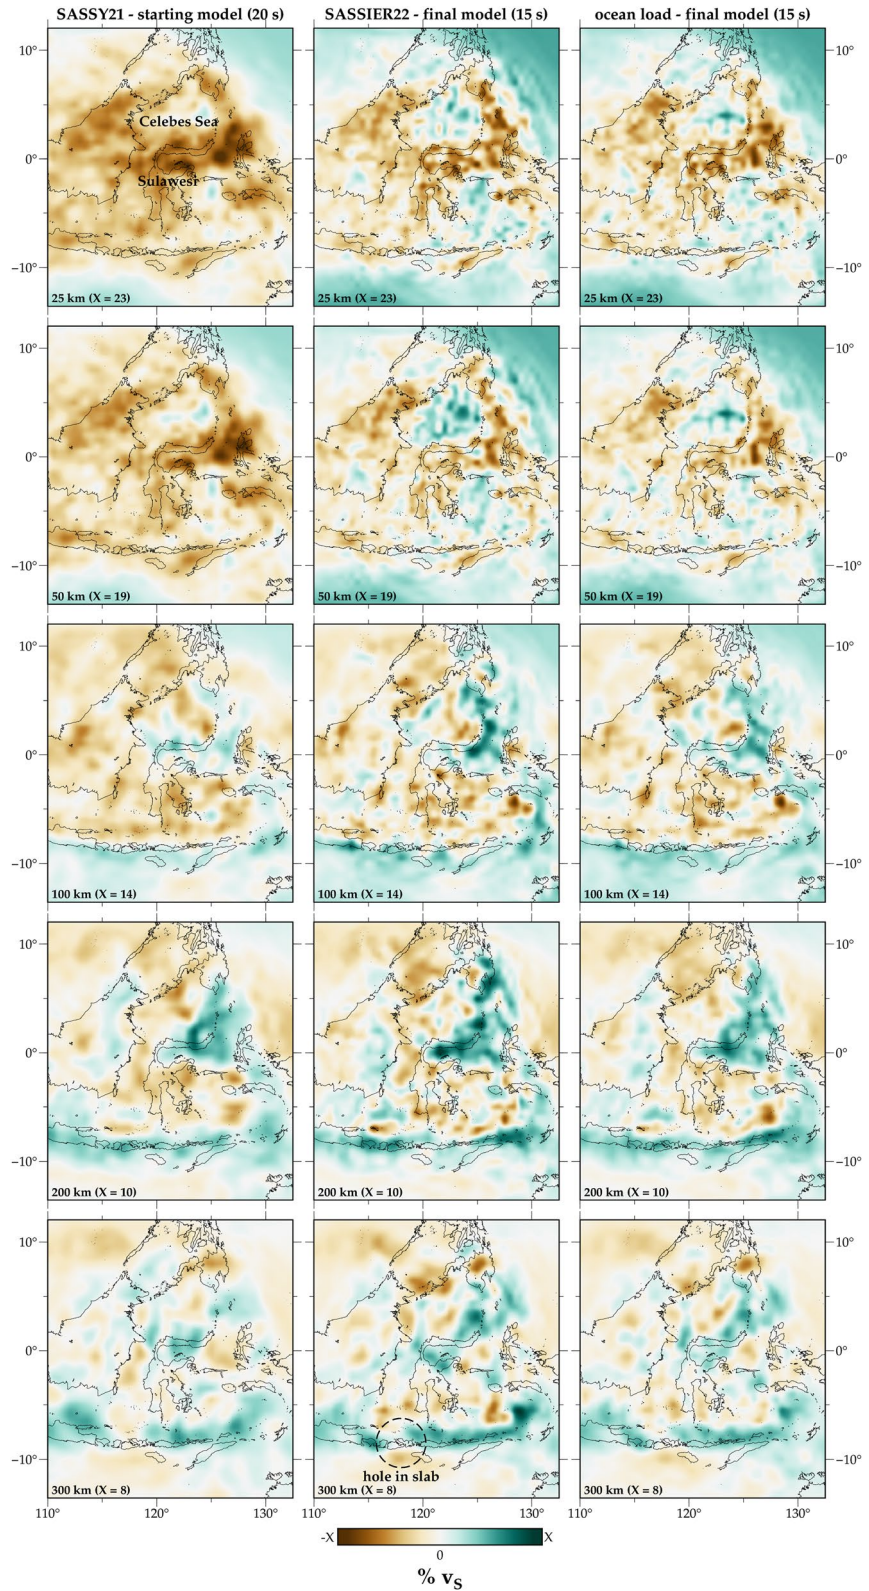 SASSY21 - starting model (20 s)
SASSIER22 - final model (15 s)
ocean load - final model (15 s)
10°
Celebes Sea
10°
0°
Sulawesi
0°
−10°
25 km (X = 23)
25 km (X = 23)
25 km (X = 23)
−10°
10°
10°
0°
0°
−10°
50 km (X = 19)
50 km (X = 19)
50 km (X = 19)
−10°
10°
10°
0°
0°
−10°
100 km (X = 14)
100 km (X = 14)
100 km (X = 14)
−10°
10°
10°
0°
0°
−10°
200 km (X = 10)
200 km (X = 10)
200 km (X = 10)
−10°
10°
10°
0°
0°
−10°
hole in slab
−10°
300 km (X = 8)
300 km (X = 8)
300 km (X = 8)
110° 120° 130°
110° 120° 130°
110° 120° 130°
-X X
0
% vS